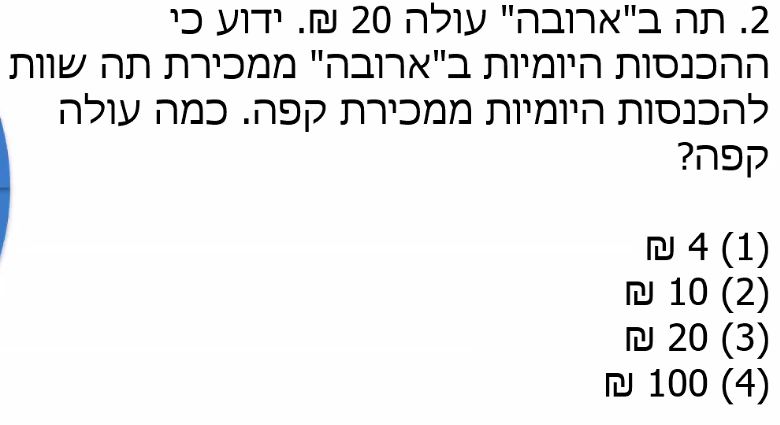 2. תה ב"ארובה" עולה 20 ₪. ידוע כי
ההכנסות היומיות ב"ארובה" ממכירת תה שוות
להכנסות היומיות ממכירת קפה. כמה עולה
קפה?
(1) 4 ₪
(2) 10 ₪
(3) 20 ₪
(4) 100 ₪